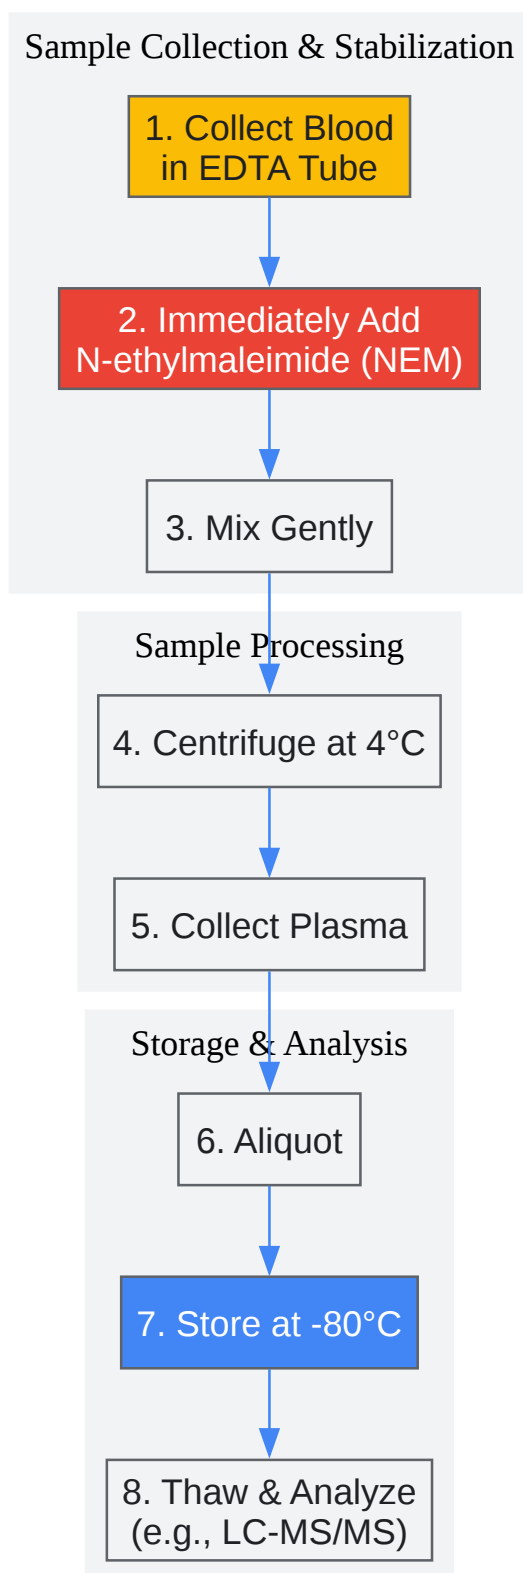 Sample Collection & Stabilization
1. Collect Blood
in EDTA Tube
2. Immediately Add
N-ethylmaleimide (NEM)
3. Mix Gently
Sample Processing
4. Centrifuge at 4°C
5. Collect Plasma
Storage & Analysis
6. Aliquot
7. Store at -80°C
8. Thaw & Analyze
(e.g., LC-MS/MS)